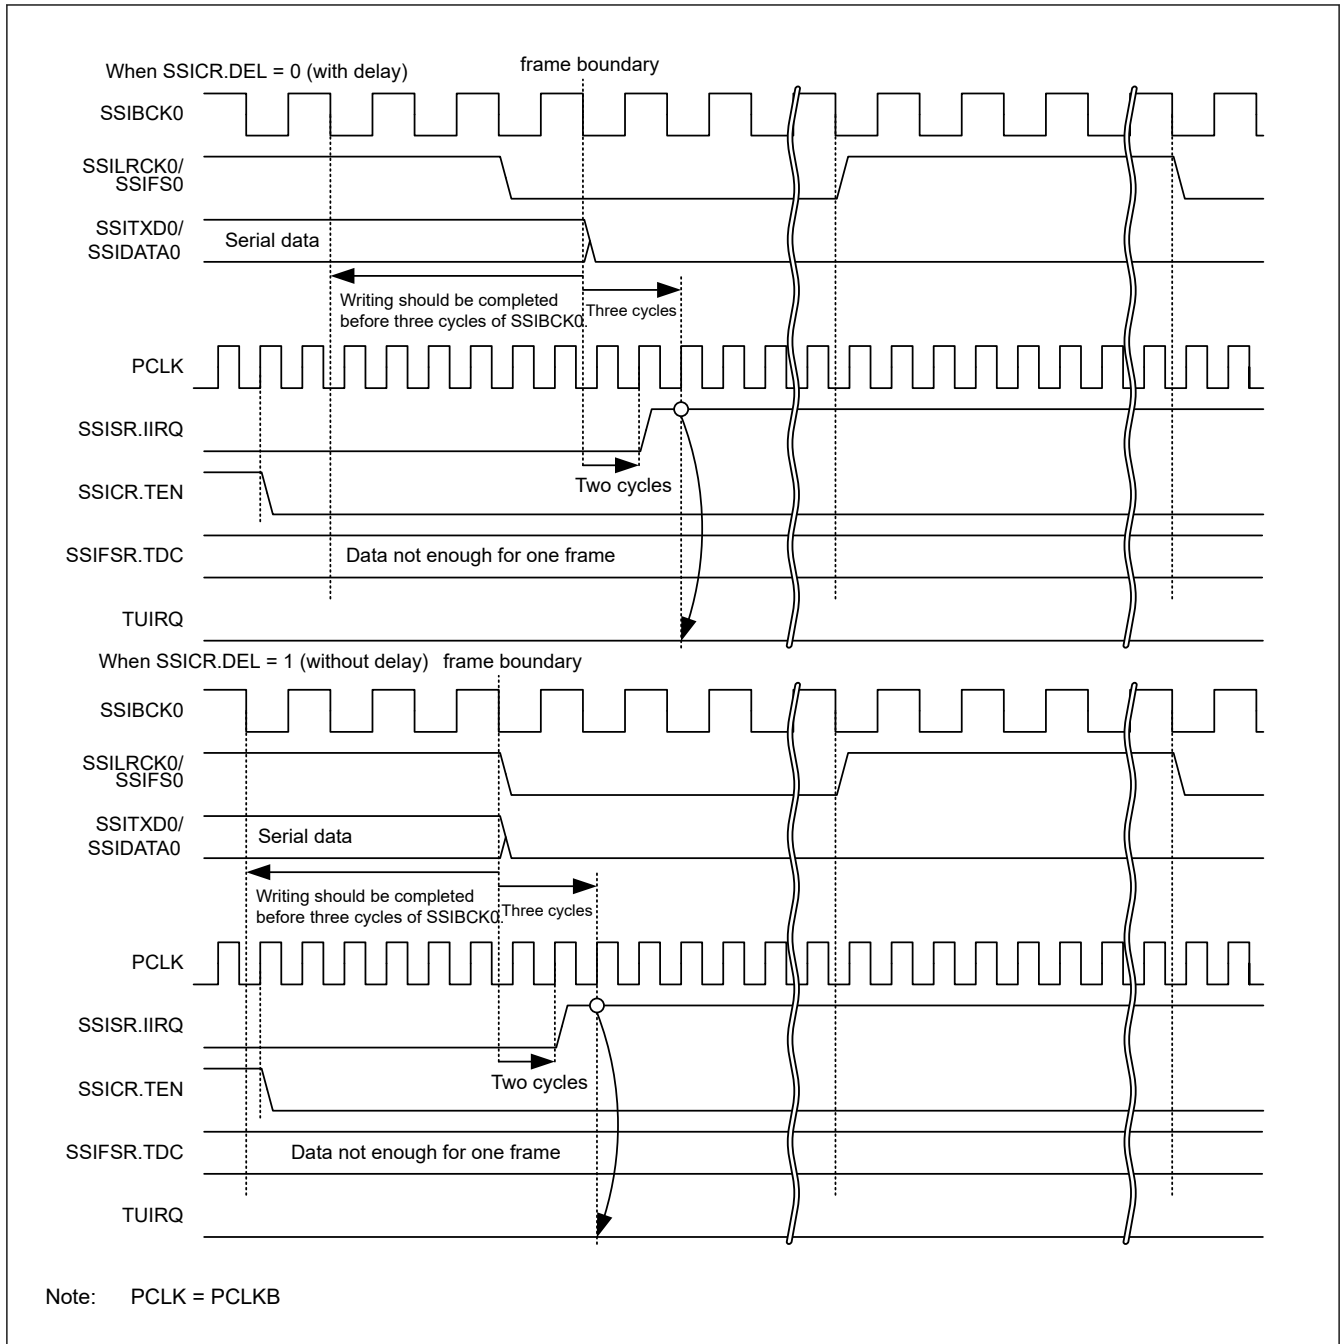 When SSICR.DEL = 0 (with delay)
frame boundary
SSIBCK0
SSILRCK0/
SSIFS0
SSITXD0/
SSIDATA0
Serial data
Writing should be completed
before three cycles of SSIBCK0.
Three cycles
PCLK
SSISR.IIRQ
Two cycles
SSICR.TEN
SSIFSR.TDC
Data not enough for one frame
TUIRQ
When SSICR.DEL = 1 (without delay)
frame boundary
SSIBCK0
SSILRCK0/
SSIFS0
SSITXD0/
SSIDATA0
Serial data
Writing should be completed
before three cycles of SSIBCK0.
Three cycles
PCLK
SSISR.IIRQ
Two cycles
SSICR.TEN
SSIFSR.TDC
Data not enough for one frame
TUIRQ
Note: PCLK = PCLKB